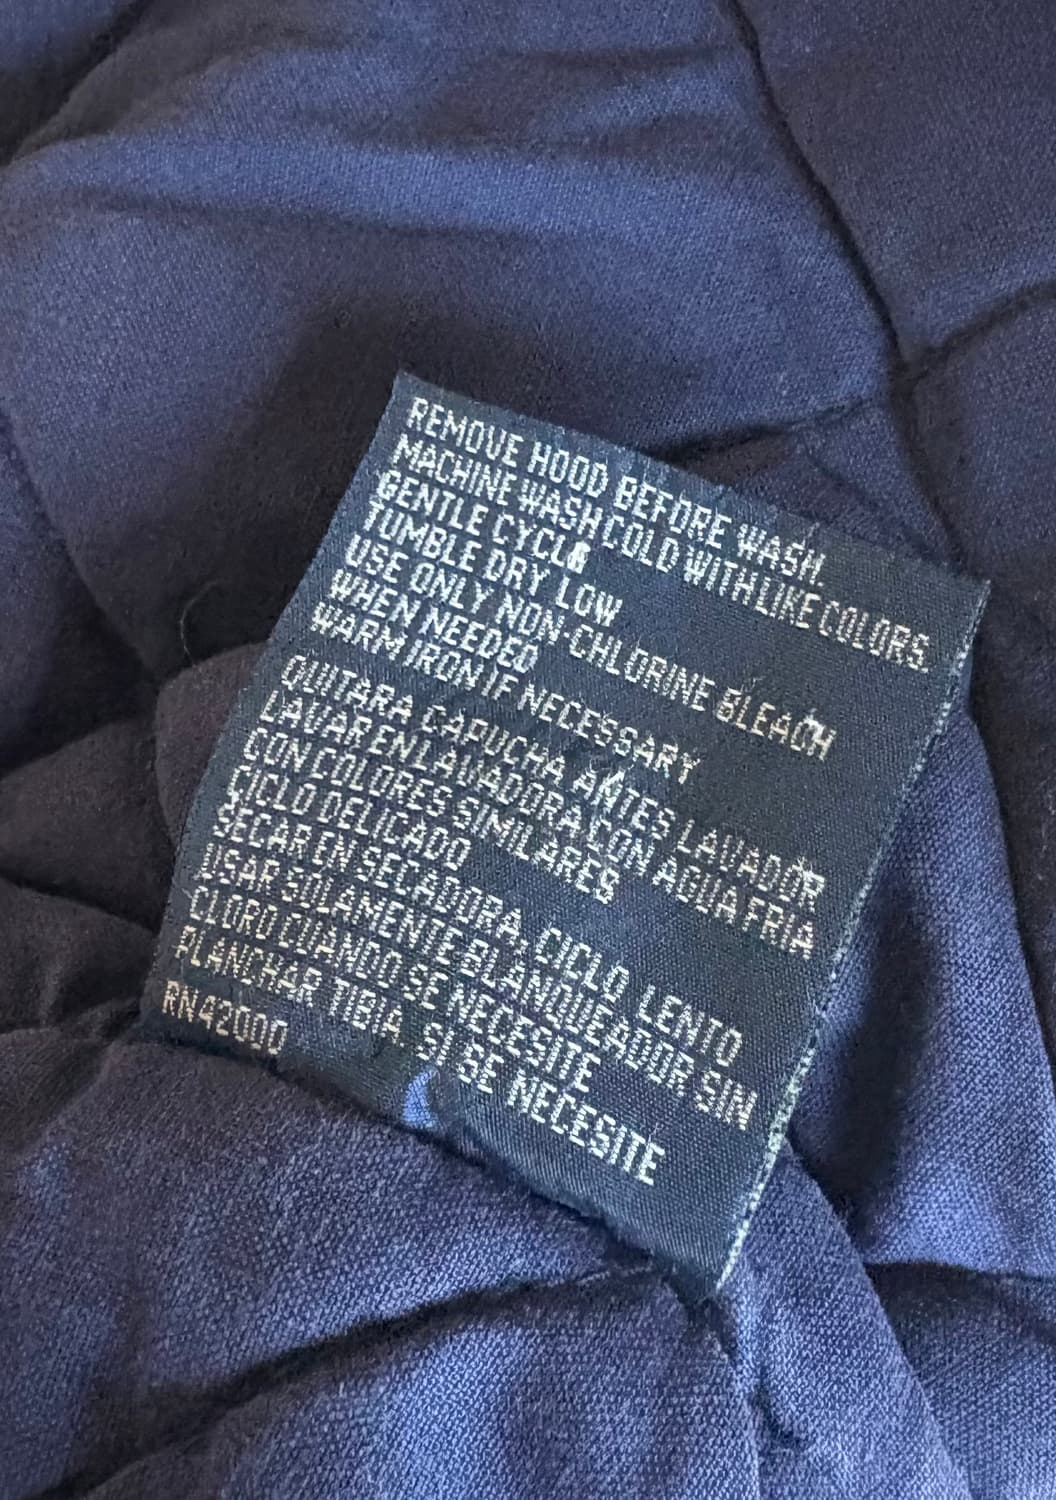 REMOVE HOOD BEFORE WASH.
MACHINE WASH COLD WITH LIKE COLORS.
GENTLE CYCLE
TUMBLE DRY LOW
USE ONLY NON-CHLORINE BLEACH
WHEN NEEDED
WARM IRON IF NECESSARY
QUITARA CAPUCHA ANTES LAVADOR
LAVAR EN LAVADORA CON AGUA FRIA
CON COLORES SIMILARES
CICLO DELICADO
SECAR EN SECADORA, CICLO LENTO
USAR SOLAMENTE BLANQUEADOR SIN
CLORO CUANDO SE NECESITE
PLANCHAR TIBIA. SI SE NECESITE
RN42000